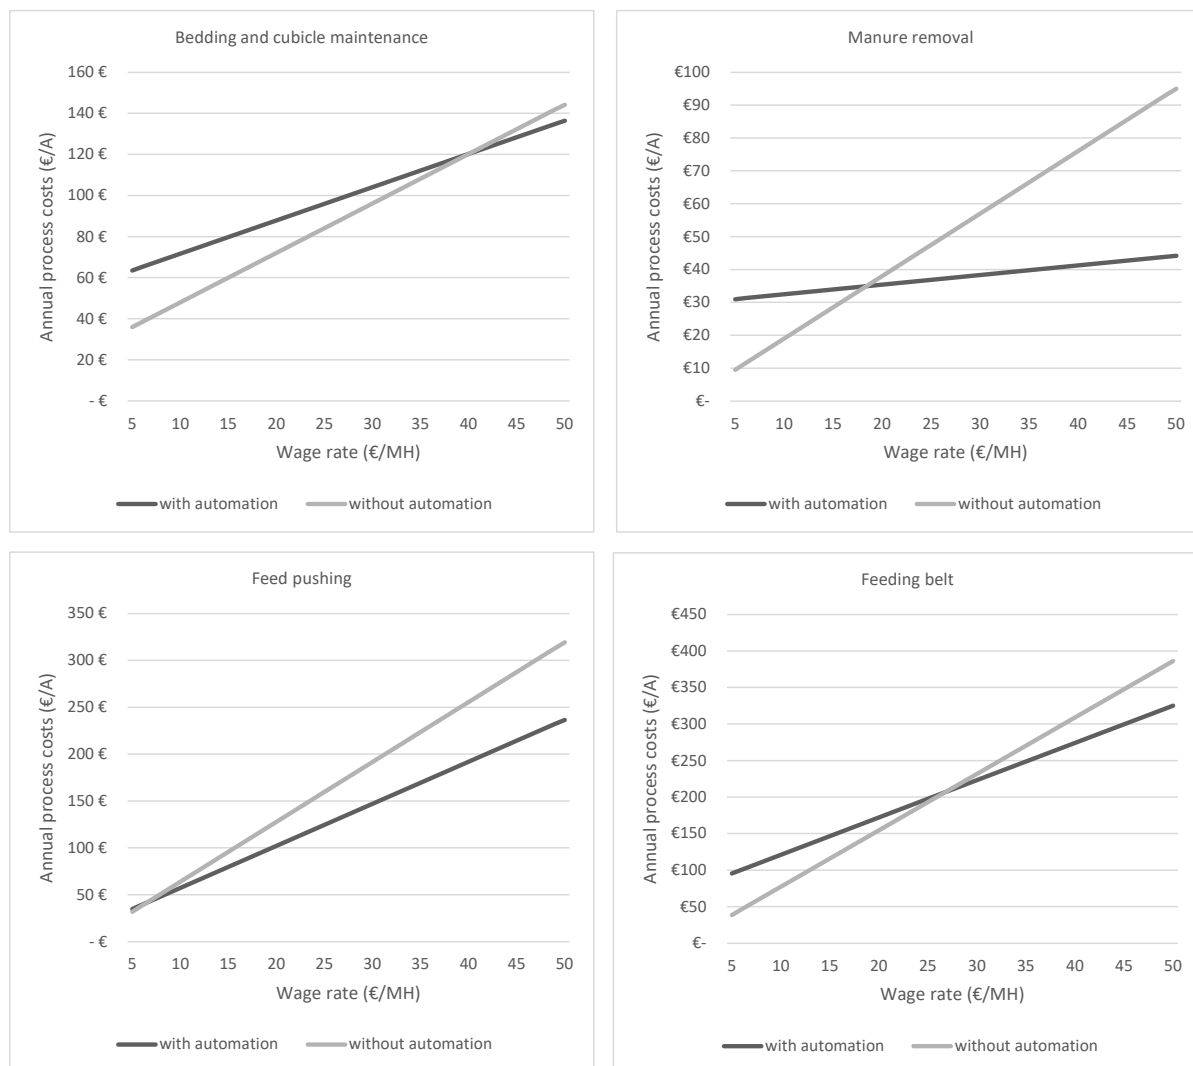 Bedding and cubicle maintenance
160 €
140 €
120 €
100 €
80 €
60 €
40 €
20 €
- €
Annual process costs (€/A)
5 10 15 20 25 30 35 40 45 50
Wage rate (€/MH)
with automation without automation
Manure removal
€100
€90
€80
€70
€60
€50
€40
€30
€20
€10
€-
Annual process costs (€/A)
5 10 15 20 25 30 35 40 45 50
Wage rate (€/MH)
with automation without automation
Feed pushing
350 €
300 €
250 €
200 €
150 €
100 €
50 €
- €
Annual process costs (€/A)
5 10 15 20 25 30 35 40 45 50
Wage rate (€/MH)
with automation without automation
Feeding belt
€450
€400
€350
€300
€250
€200
€150
€100
€50
€-
Annual process costs (€/A)
5 10 15 20 25 30 35 40 45 50
Wage rate (€/MH)
with automation without automation